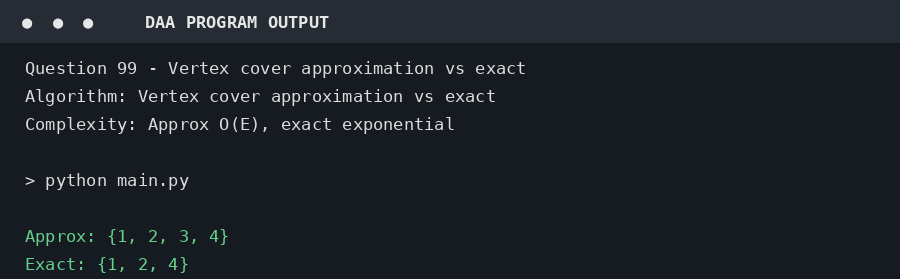 DAA PROGRAM OUTPUT
Question 99 - Vertex cover approximation vs exact
Algorithm: Vertex cover approximation vs exact
Complexity: Approx O(E), exact exponential
> python main.py
Approx: {1, 2, 3, 4}
Exact: {1, 2, 4}